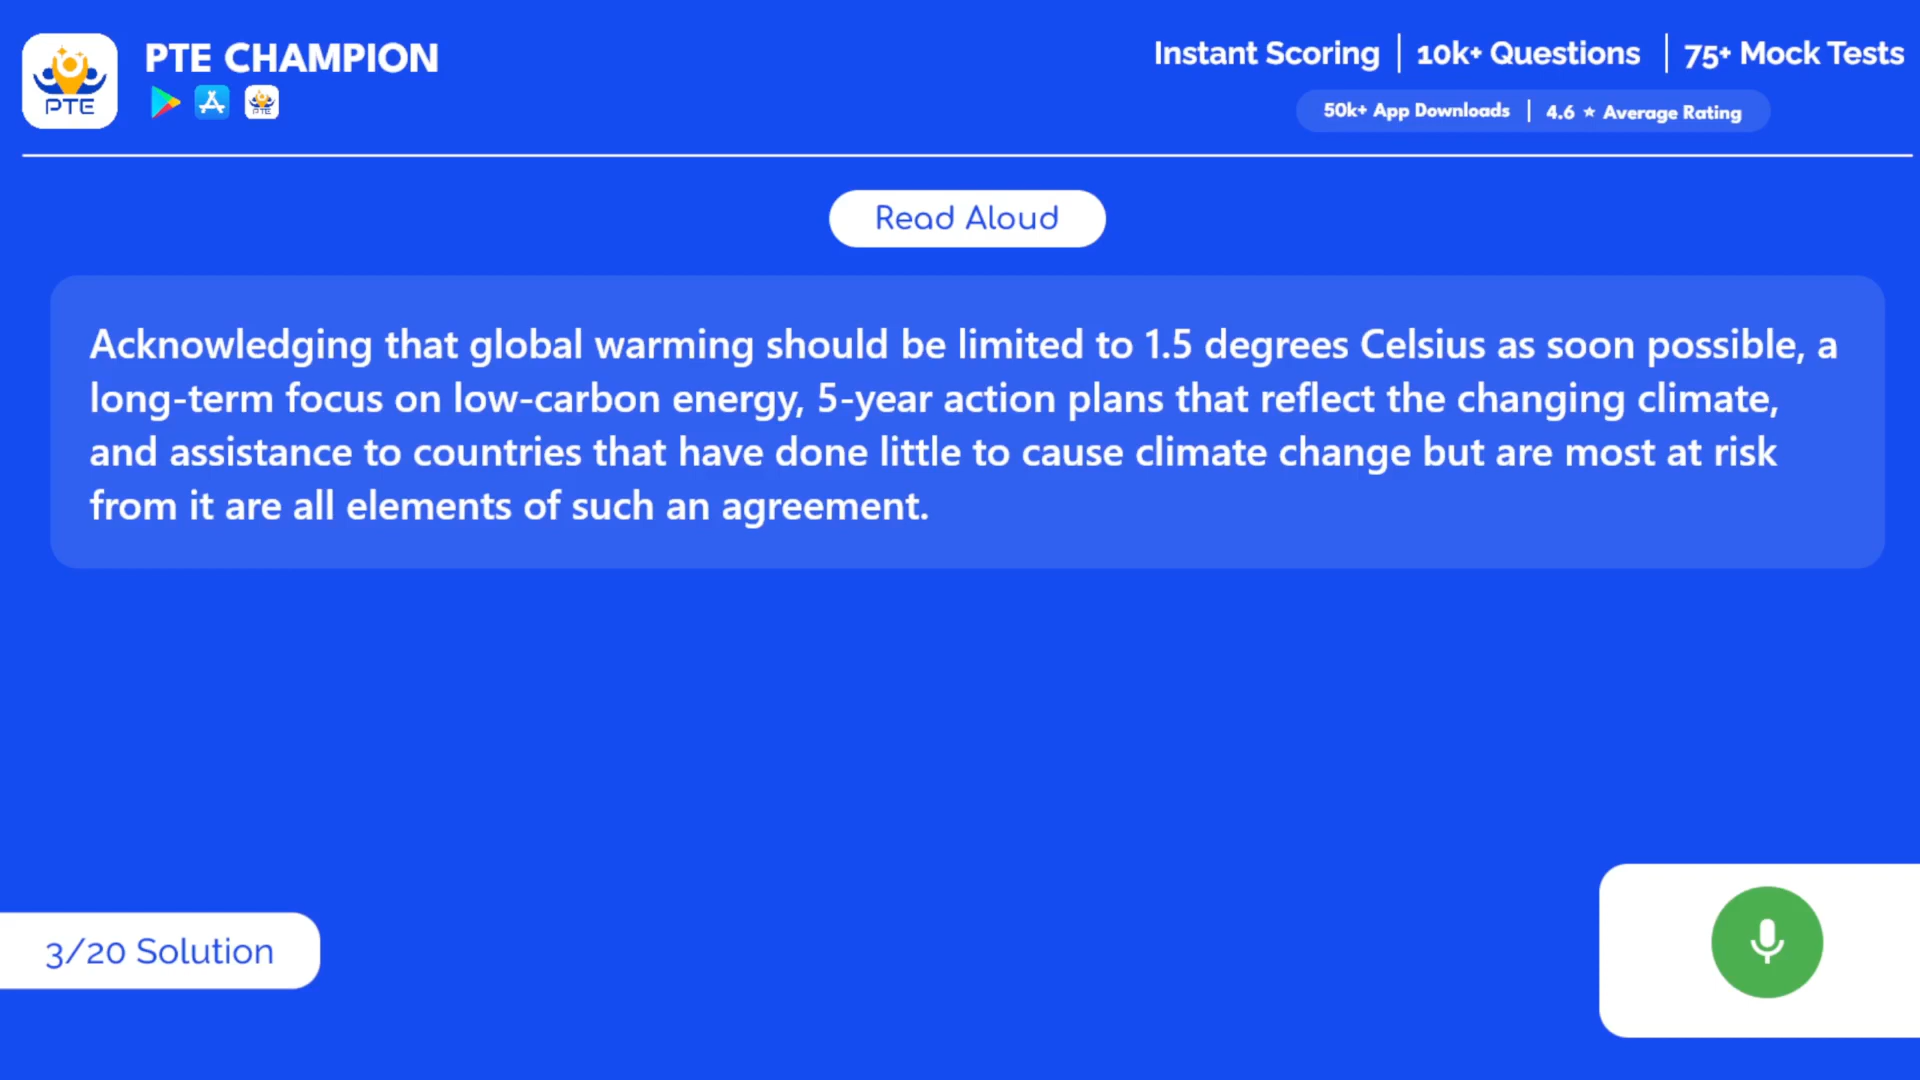 PTE CHAMPION
PTE
PTE
Instant Scoring | 10k+ Questions | 75+ Mock Tests
50k+ App Downloads | 4.6 ★ Average Rating
Read Aloud
Acknowledging that global warming should be limited to 1.5 degrees Celsius as soon possible, a
long-term focus on low-carbon energy, 5-year action plans that reflect the changing climate,
and assistance to countries that have done little to cause climate change but are most at risk
from it are all elements of such an agreement.
3/20 Solution